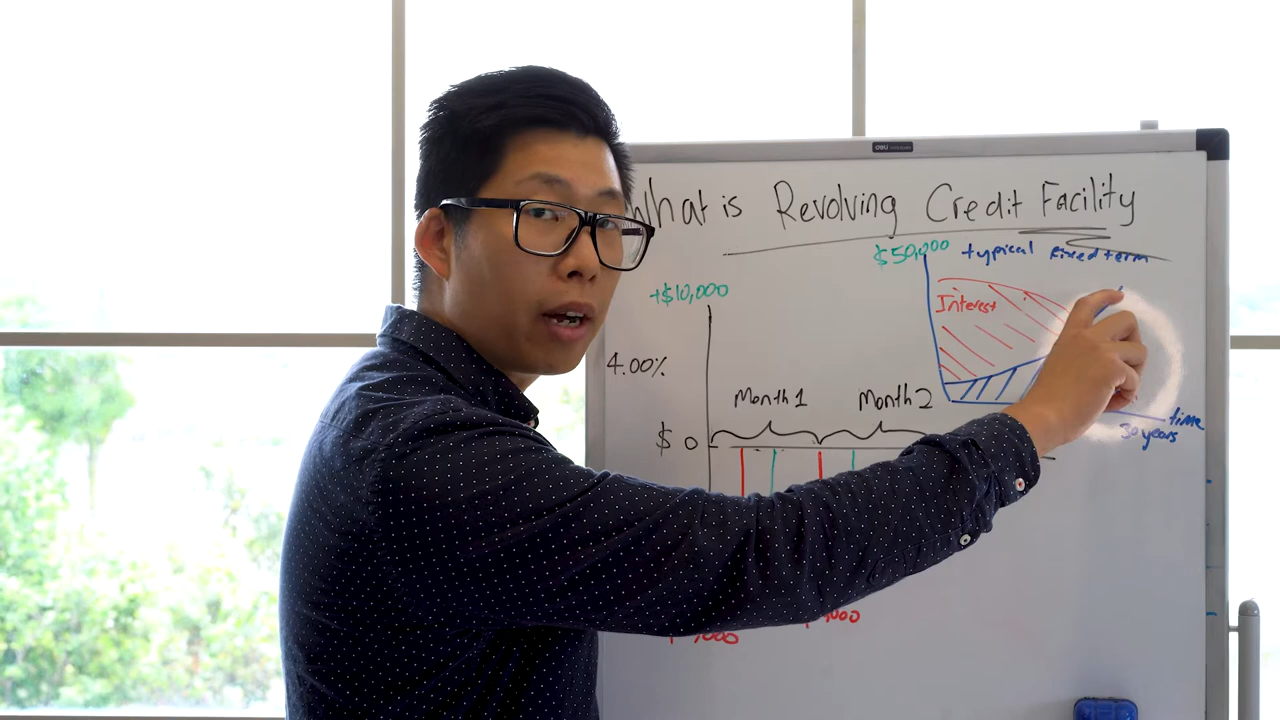 deli
What is Revolving Credit Facility
$50,000 typical fixed term
+$10,000
Interest
4.00%
Month 1 Month 2
$ 0
time
30 years